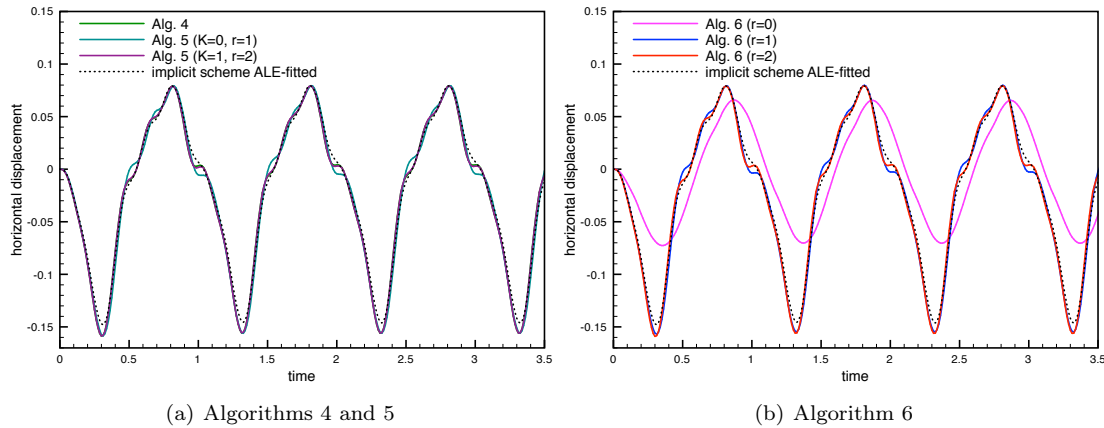 0.15
0.1
0.05
0
-0.05
-0.1
-0.15
horizontal displacement
Alg. 4
Alg. 5 (K=0, r=1)
Alg. 5 (K=1, r=2)
implicit scheme ALE-fitted
0 0.5 1 1.5 2 2.5 3 3.5
time
(a) Algorithms 4 and 5
0.15
0.1
0.05
0
-0.05
-0.1
-0.15
horizontal displacement
Alg. 6 (r=0)
Alg. 6 (r=1)
Alg. 6 (r=2)
implicit scheme ALE-fitted
0 0.5 1 1.5 2 2.5 3 3.5
time
(b) Algorithm 6